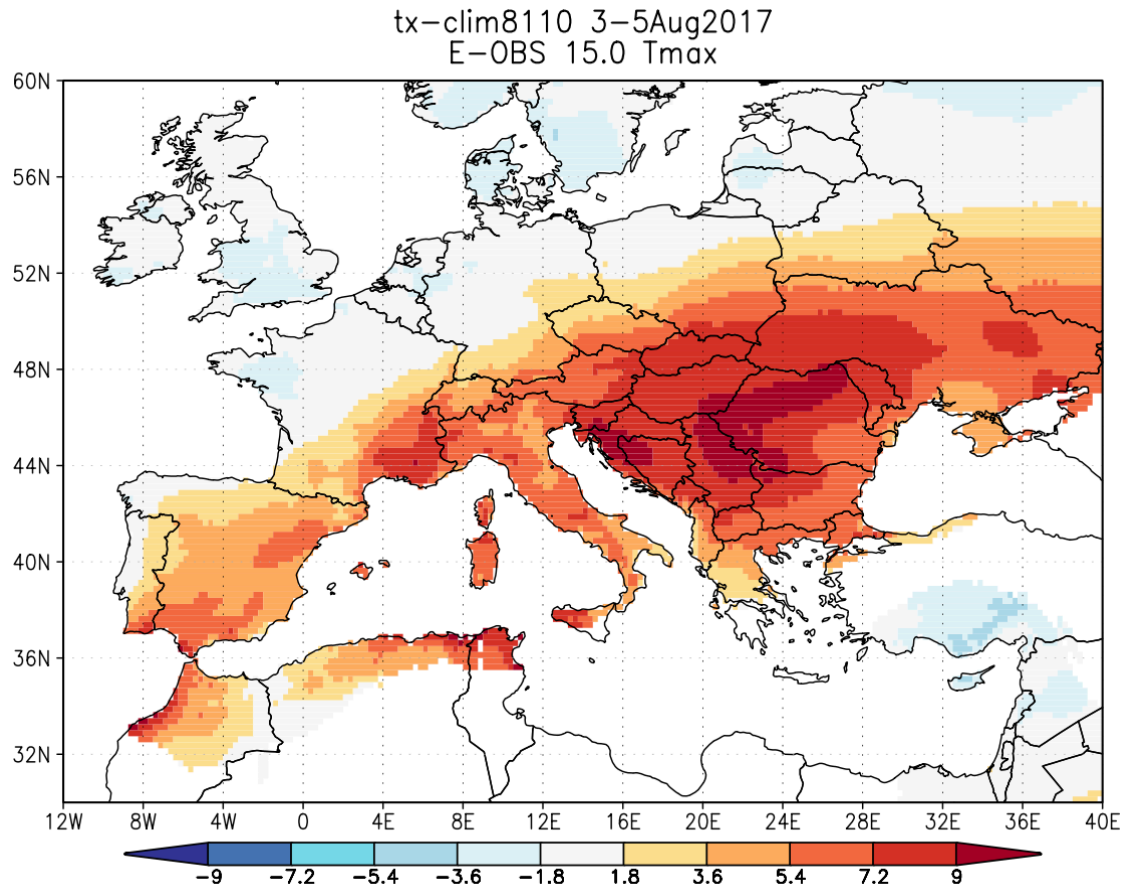 tx-clim8110 3-5Aug2017
E-OBS 15.0 Tmax
60N
56N
52N
48N
44N
40N
36N
32N
12W 8W 4W 0 4E 8E 12E 16E 20E 24E 28E 32E 36E 40E
-9 -7.2 -5.4 -3.6 -1.8 1.8 3.6 5.4 7.2 9